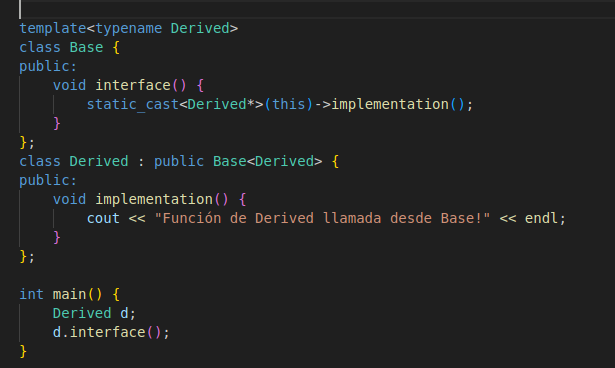 template<typename Derived>
class Base {
public:
    void interface() {
        static_cast<Derived*>(this)->implementation();
    }
};
class Derived : public Base<Derived> {
public:
    void implementation() {
        cout << "Función de Derived llamada desde Base!" << endl;
    }
};

int main() {
    Derived d;
    d.interface();
}